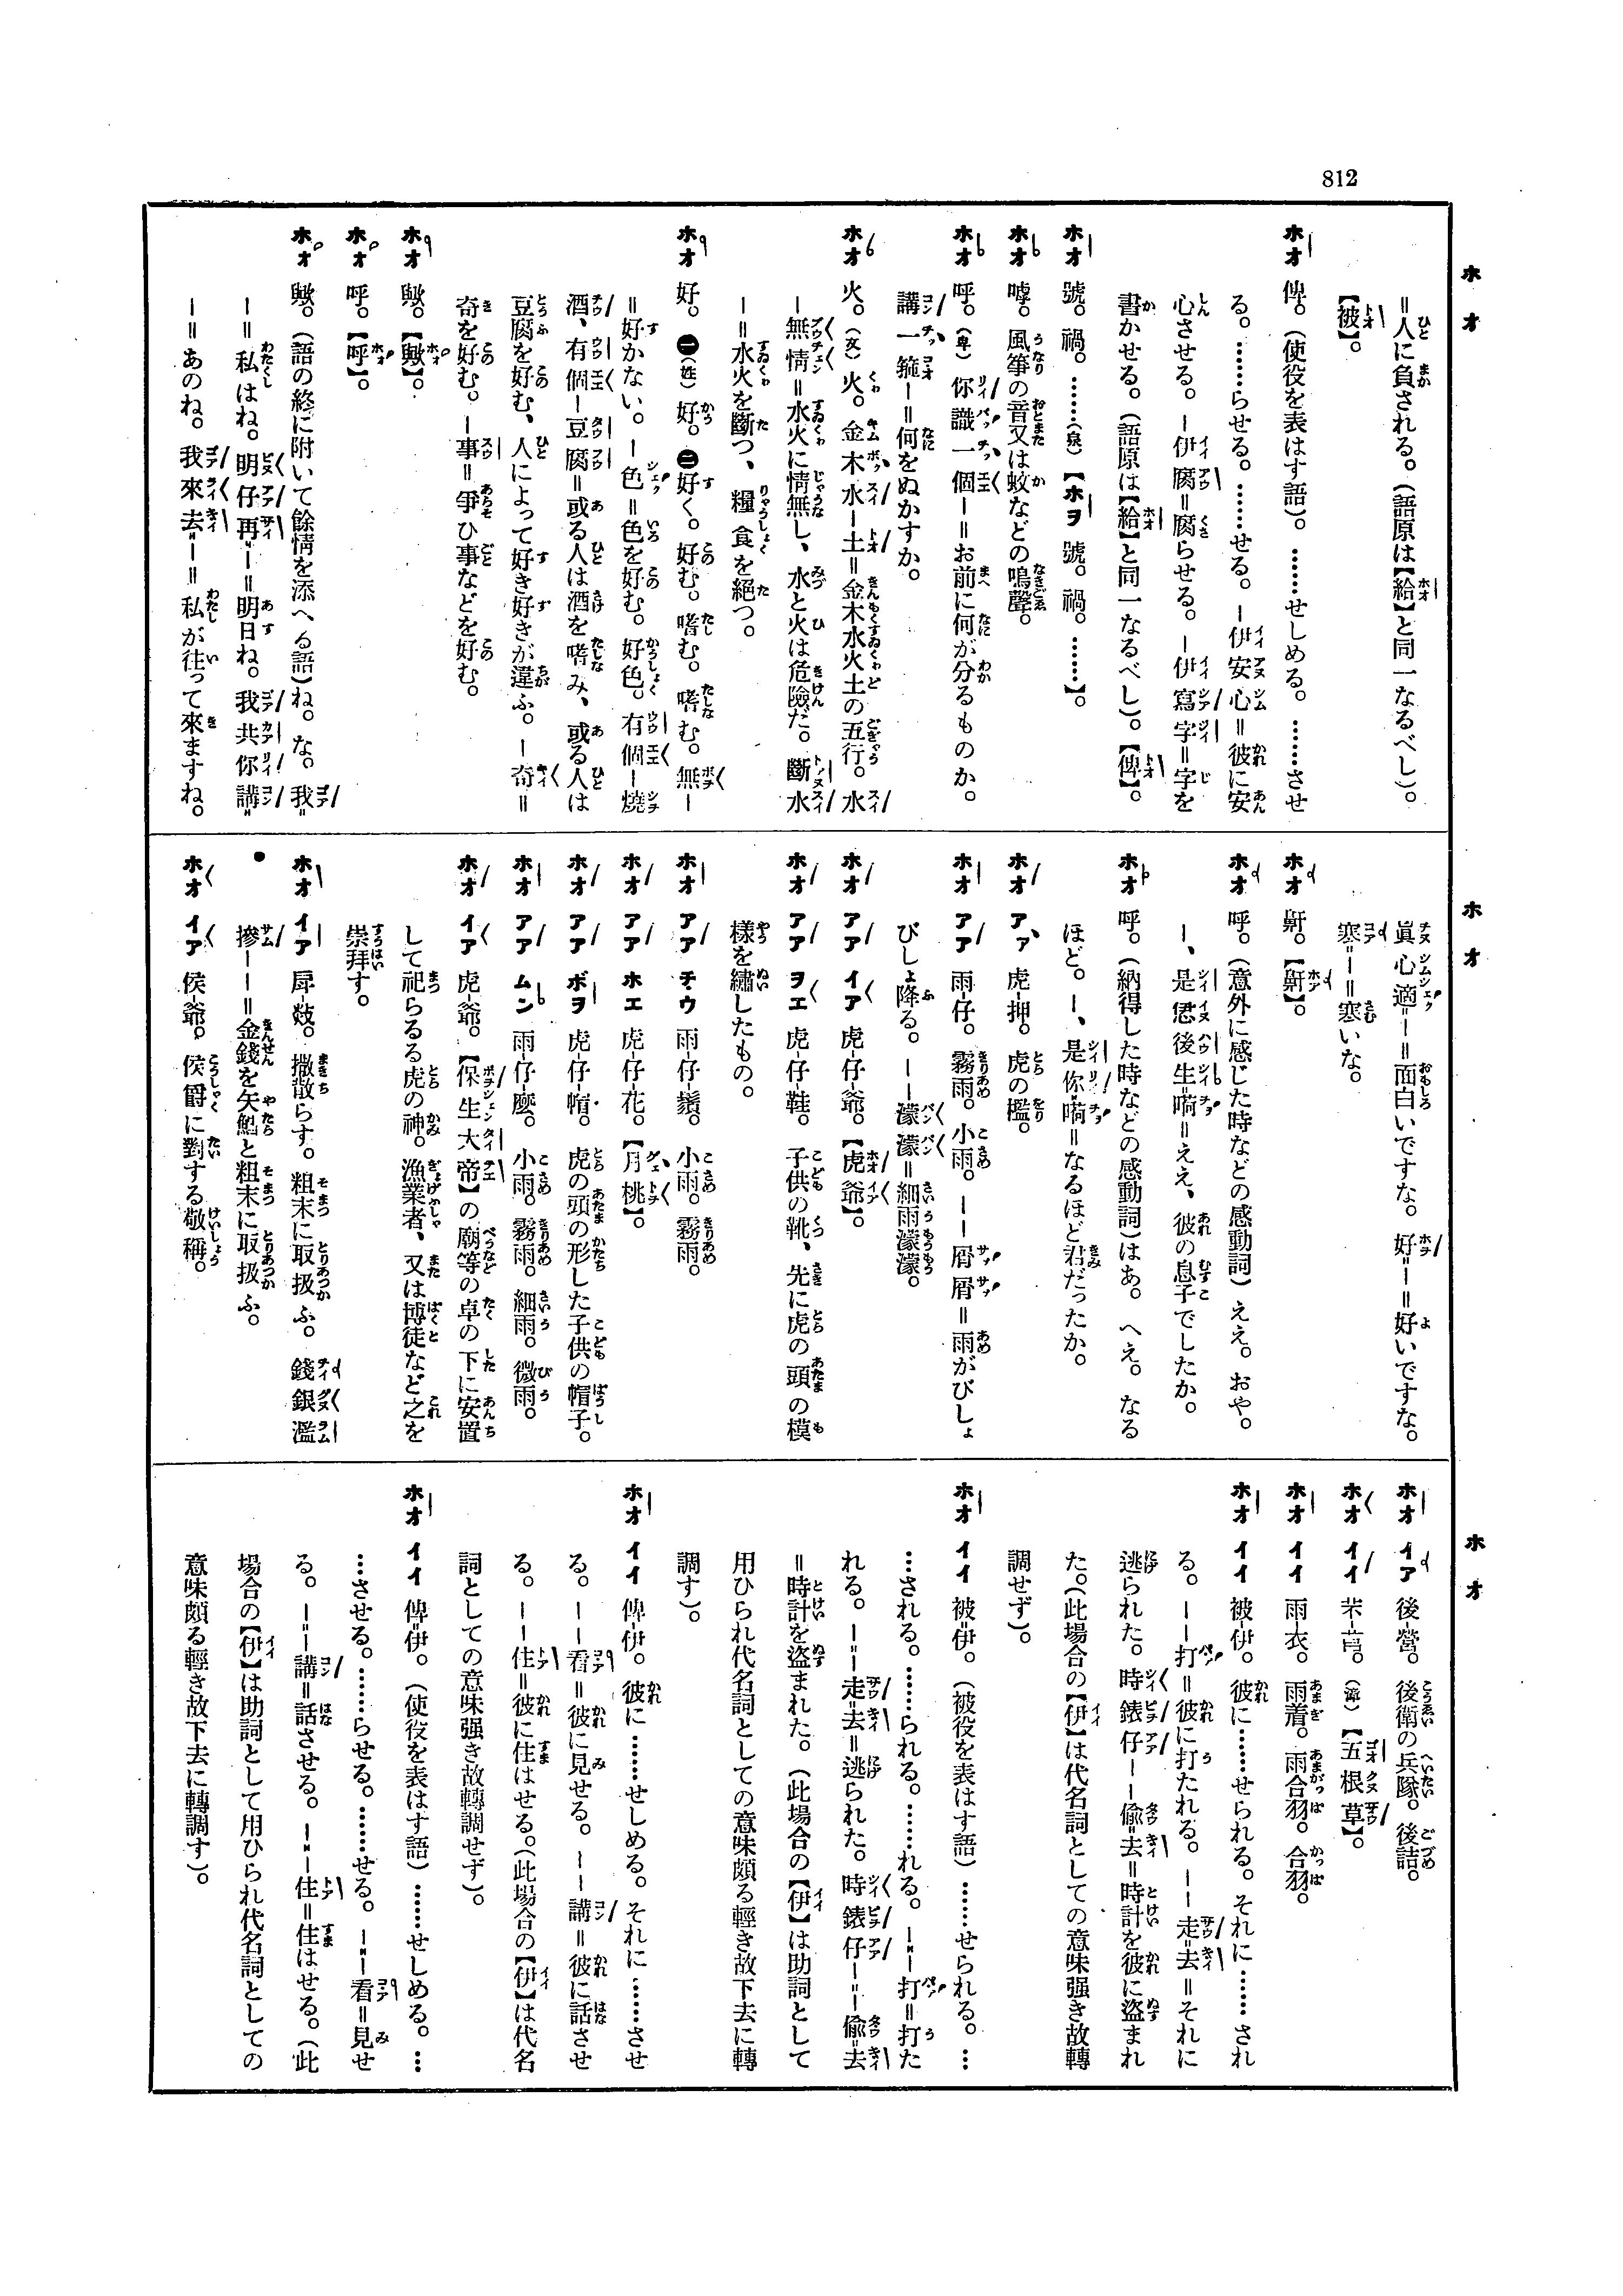 812
ホオ
＝人に負される。（語原は【給】と同一なるべし）。
【被】。
ホオ 俾。（使役を表はす語）。……せしめる。……させ
る。……らせる。……せる。－伊安心＝彼に安
心させる。－伊腐＝腐らせる。－伊寫字＝字を
書かせる。（語原は【給】と同一なるべし）。【俾】。
ホオ 號。禍。……（泉）【ホヲ 號。禍。……】。
ホオ 嘑。風箏の音又は蚊などの鳴聲。
ホオ 呼。（卑）你識一個－＝お前に何が分るものか。
講一－＝何をぬかすか。
ホオ 火。（文）火。金木水－土＝金木水火土の五行。水
－無情＝水火に情無し、水と火は危險だ。斷水
－＝水火を斷つ、糧食を絕つ。
ホオ 好。㊀（姓）好。㊁好く。好む。嗜む。嗜む。無－
＝好かない。－色＝色を好む。好色。有個－燒
酒、有個－豆腐＝或る人は酒を嗜み、或る人は
豆腐を好む、人によって好き好きが違ふ。－奇＝
奇を好む。－事＝爭ひ事などを好む。
ホオ 【】。
ホオ 呼。【呼】。
ホオ （語の終に附いて餘情を添へる語）ね。な。我＝
－＝私はね。明仔再＝－＝明日ね。我共你講＝
－＝あのね。我來去＝－＝私が往って來ますね。
ホオ
眞心適＝－＝面白いですな。好＝－＝好いですな。
寒＝－＝寒いな。
ホオ 鼾。【鼾】。
ホオ 呼。（意外に感じた時などの感動詞）ええ。おや。
－、是您後生＝＝ええ、彼の息子でしたか。
ホオ 呼。（納得した時などの感動詞）はあ。へえ。なる
ほど。－、是你＝＝なるほど君だったか。
ホオ アァ 虎-押。虎の檻。
ホオ アア 雨-仔。霧雨。小雨。－－屑屑＝雨がびしょ
びしょ降る。－－濛濛＝細雨濛濛。
ホオ アア イア 虎-仔-爺。【虎爺】。
ホオ アア ヲエ 虎-仔-鞋。子供の靴、先に虎の頭の模
樣を繡したもの。
ホオ アア チウ 雨-仔-鬚。小雨。霧雨。
ホオ アア ホエ 虎-仔-花。【月桃】。
ホオ アア ボヲ 虎-仔-帽。虎の頭の形した子供の帽子。
ホオ アア ムン 雨-仔-麼。小雨。霧雨。細雨。微雨。
ホオ イア 虎-爺。【保生大帝】の廟等の卓の下に安置
して祀らるる虎の神。漁業者、又は博徒など之を
崇拜す。
ホオ イア 戽-。撒散らす。粗末に取扱ふ。錢銀濫
摻－－＝金錢を矢鱈と粗末に取扱ふ。
ホオ イア 侯-爺。侯爵に對する敬稱。
ホオ
ホオ イア 後-營。後衛の兵隊。後詰。
ホオ イイ 芣-苢。【五根草】。
ホオ イイ 雨-衣。雨着。雨合羽。合羽。
ホオ イイ 被-伊。彼に……せられる。それに……され
る。－－打＝彼に打たれる。－－走＝去＝それに
逃られた。時錶仔－－偸＝去＝時計を彼に盜まれ
た。（此場合の【伊】は代名詞としての意味强き故轉
調せず）。
ホオ イイ 被＝伊。（被役を表はす語）……せられる。…
…される。……られる。……れる。－＝－打＝打た
れる。－＝－走＝去＝逃られた。時錶仔－＝－偸＝去
＝時計を盜まれた。（此場合の【伊】は助詞として
用ひられ代名詞としての意味頗る輕き故下去に轉
調す）。
ホオ イイ 俾-伊。彼に……せしめる。それに……させ
る。－－看＝彼に見せる。－－講＝彼に話させ
る。－－住＝彼に住はせる。（此場合の【伊】は代名
詞としての意味强き故轉調せず）。
ホオ イイ 俾＝伊。（使役を表はす語）……せしめる。…
…させる。……らせる。……せる。－＝－看＝見せ
る。－＝－講＝話させる。－＝－住＝住はせる。（此
場合の【伊】は助詞として用ひられ代名詞としての
意味頗る輕き故下去に轉調す）。